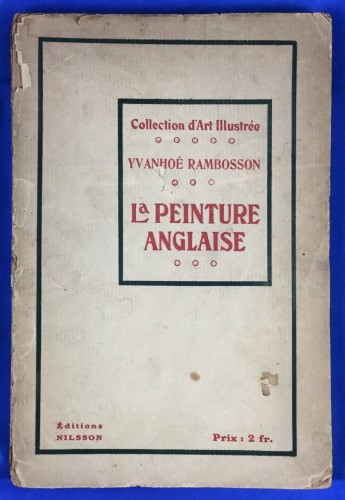 Collection d'Art Illustrée
YVANHOÉ RAMBOSSON
La PEINTURE
ANGLAISE
Éditions
NILSSON
Prix : 2 fr.